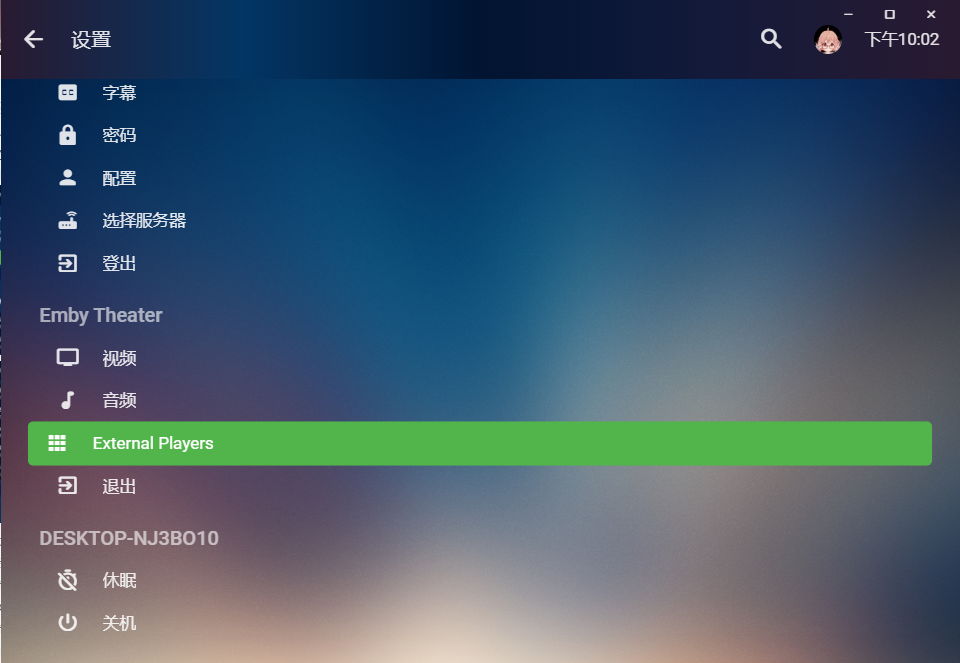 设置
下午10:02
字幕
密码
配置
选择服务器
登出
Emby Theater
视频
音频
External Players
退出
DESKTOP-NJ3BO10
休眠
关机